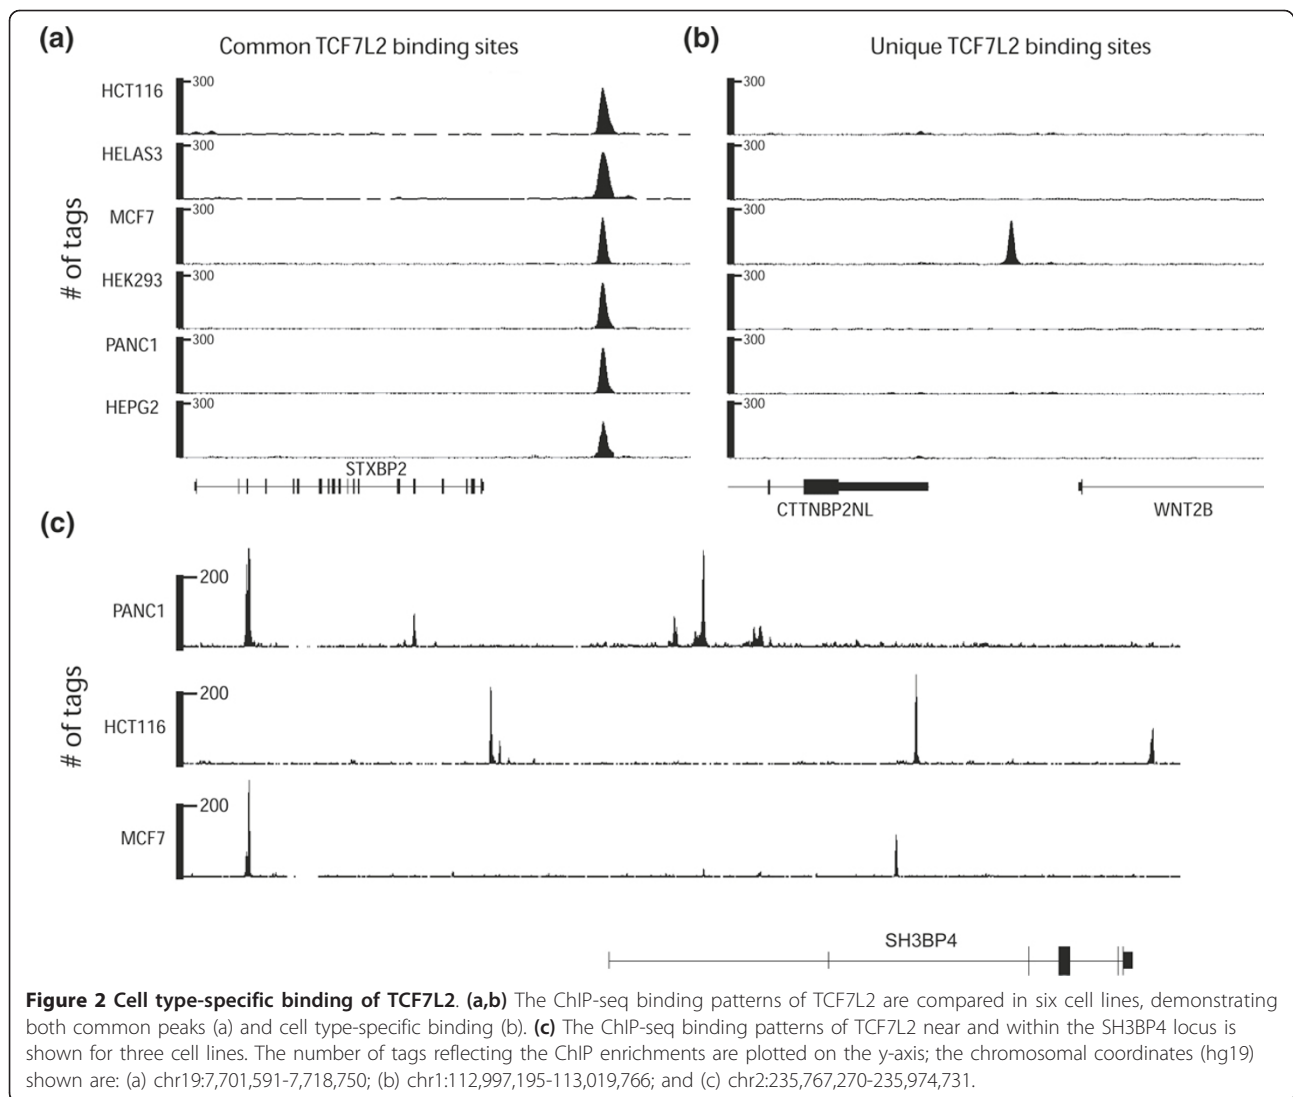 (a)
Common TCF7L2 binding sites
(b)
Unique TCF7L2 binding sites
# of tags
HCT116
300
300
HELAS3
300
300
MCF7
300
300
HEK293
300
300
PANC1
300
300
HEPG2
300
300
STXBP2
CTTNBP2NL
WNT2B
(c)
# of tags
PANC1
200
HCT116
200
MCF7
200
SH3BP4
Figure 2 Cell type-specific binding of TCF7L2. (a,b) The ChIP-seq binding patterns of TCF7L2 are compared in six cell lines, demonstrating
both common peaks (a) and cell type-specific binding (b). (c) The ChIP-seq binding patterns of TCF7L2 near and within the SH3BP4 locus is
shown for three cell lines. The number of tags reflecting the ChIP enrichments are plotted on the y-axis; the chromosomal coordinates (hg19)
shown are: (a) chr19:7,701,591-7,718,750; (b) chr1:112,997,195-113,019,766; and (c) chr2:235,767,270-235,974,731.